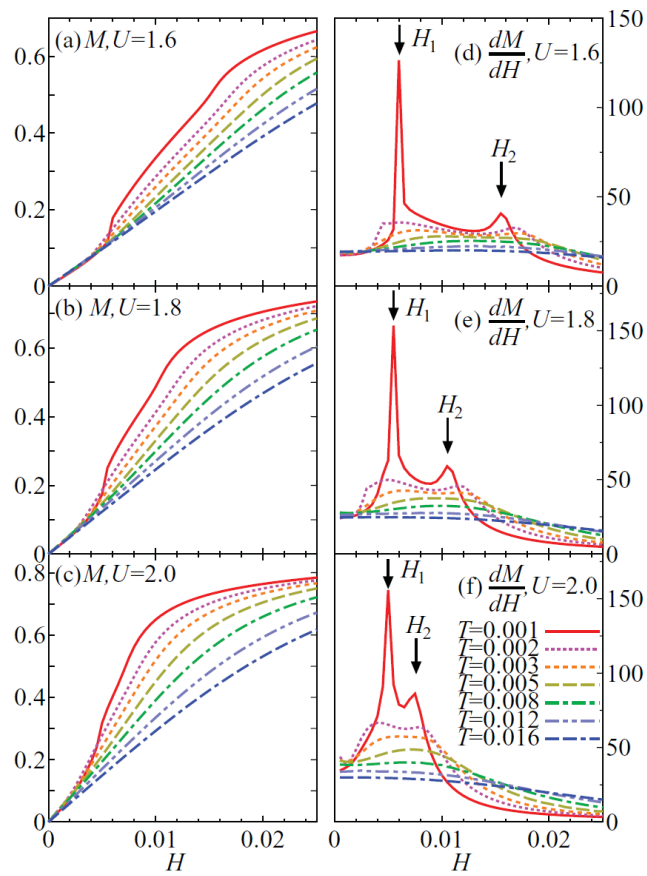 (a) M, U=1.6
0.6
0.4
0.2
0
(d) dM/dH, U=1.6
H₁
H₂
150
100
50
0
(b) M, U=1.8
0.6
0.4
0.2
0
(e) dM/dH, U=1.8
H₁
H₂
150
100
50
0
(c) M, U=2.0
0.8
0.6
0.4
0.2
0
0 0.01 0.02
H
(f) dM/dH, U=2.0
H₁
H₂
T=0.001
T=0.002
T=0.003
T=0.005
T=0.008
T=0.012
T=0.016
150
100
50
0
0 0.01 0.02
H